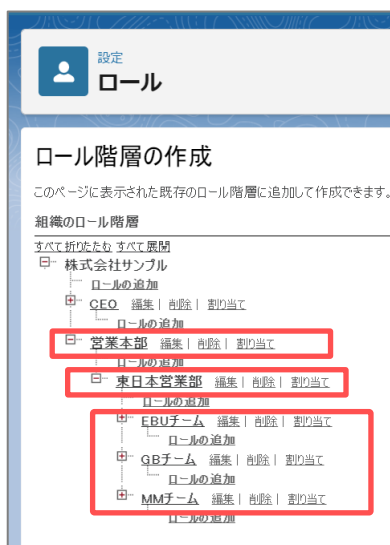 設定
ロール
ロール階層の作成
このページに表示された既存のロール階層に追加して作成できます。
組織のロール階層
すべて折りたたむ すべて展開
株式会社サンプル
ロールの追加
CEO 編集 | 削除 | 割り当て
ロールの追加
営業本部 編集 | 削除 | 割り当て
ロールの追加
東日本営業部 編集 | 削除 | 割り当て
ロールの追加
EBUチーム 編集 | 削除 | 割り当て
ロールの追加
GBチーム 編集 | 削除 | 割り当て
ロールの追加
MMチーム 編集 | 削除 | 割り当て
ロールの追加